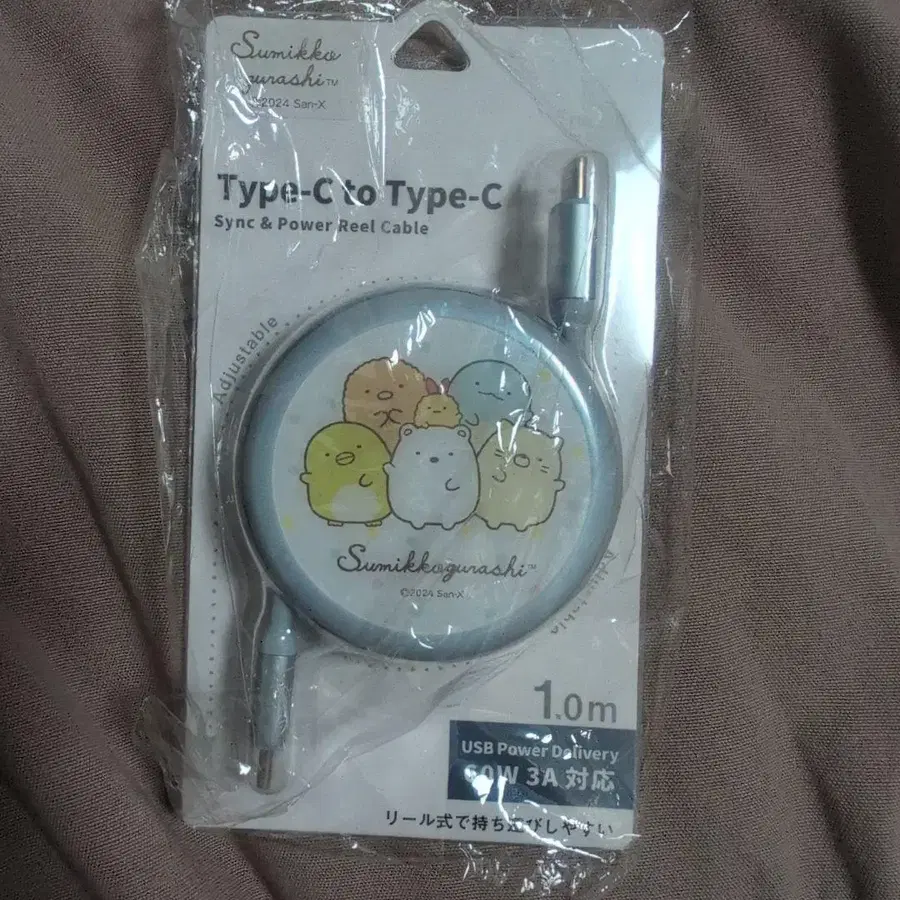 Sumikko
gurashi™
©2024 San-X
Type-C to Type-C
Sync & Power Reel Cable
Adjustable
Sumikkogurashi™
©2024 San-X
Adjustable
1.0m
USB Power Delivery
60W 3A 対応
リール式で持ち運びしやすい